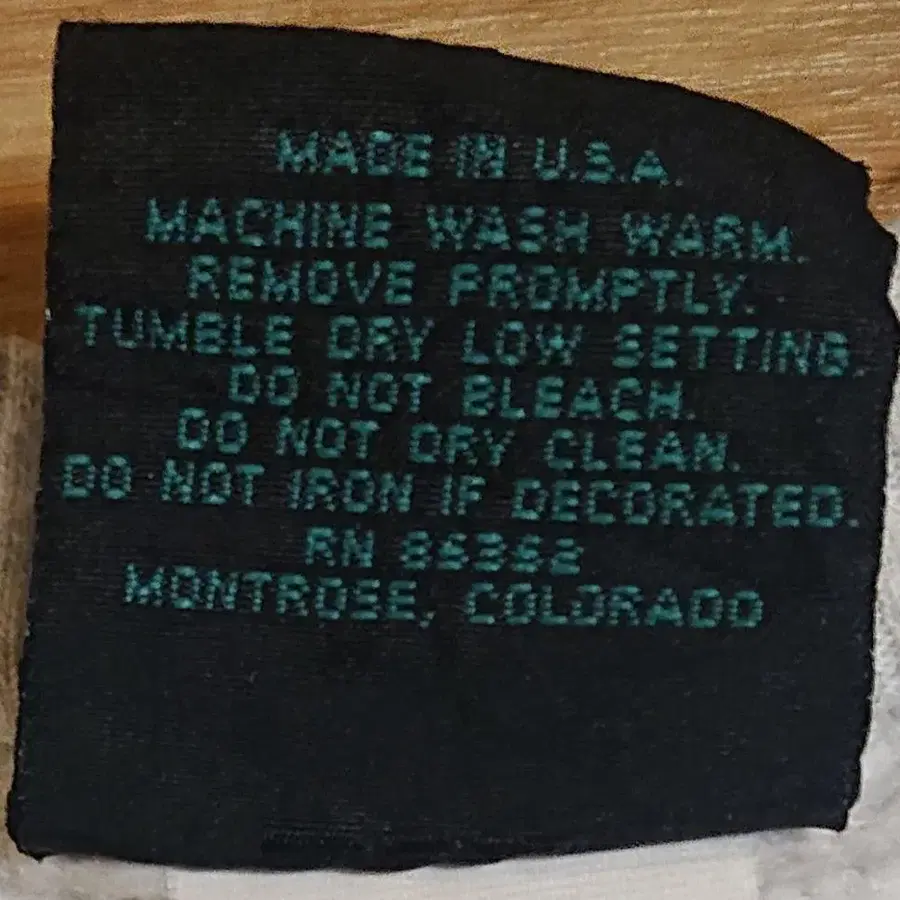 MADE IN U.S.A.
MACHINE WASH WARM.
REMOVE PROMPTLY.
TUMBLE DRY LOW SETTING.
DO NOT BLEACH.
DO NOT DRY CLEAN.
DO NOT IRON IF DECORATED.
RN
MONTROSE, COLORADO